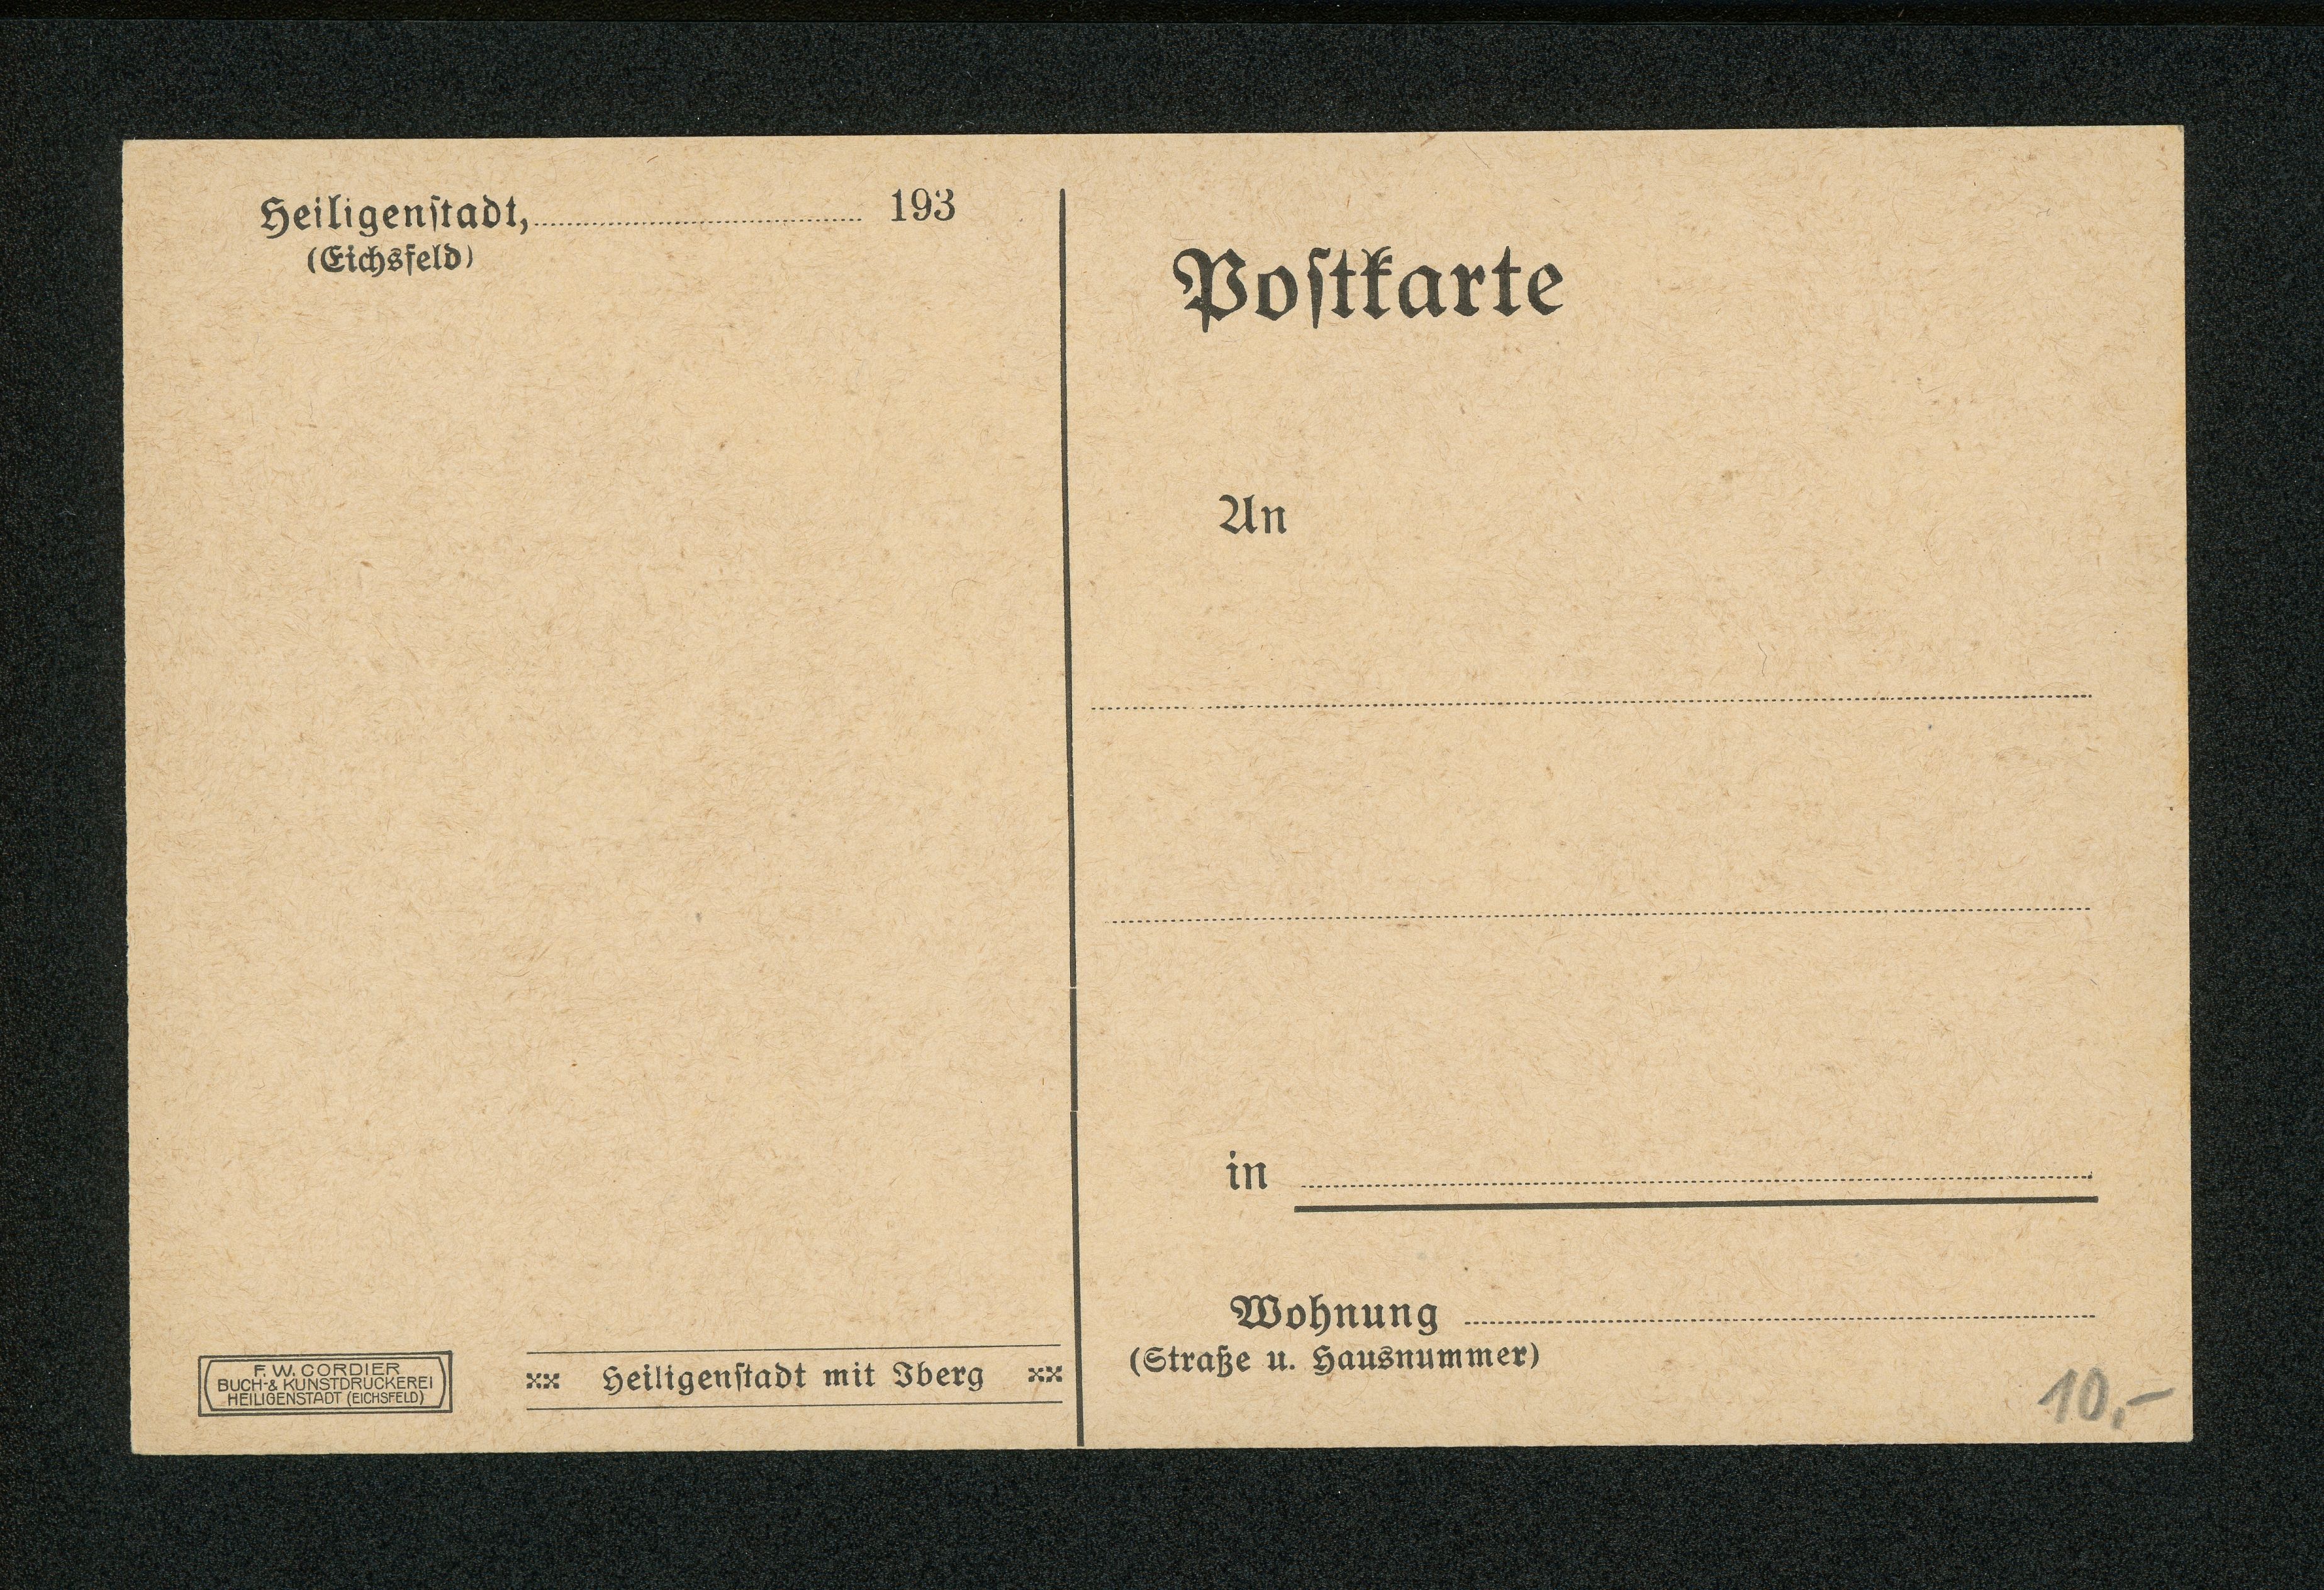 Heiligenſtadt, 193
(Eichsfeld)
F. W. CORDIER
BUCH- & KUNSTDRUCKEREI
HEILIGENSTADT (EICHSFELD)
Heiligenſtadt mit Iberg
Poſtkarte
An
in
Wohnung
(Straße u. Hausnummer)
10,-